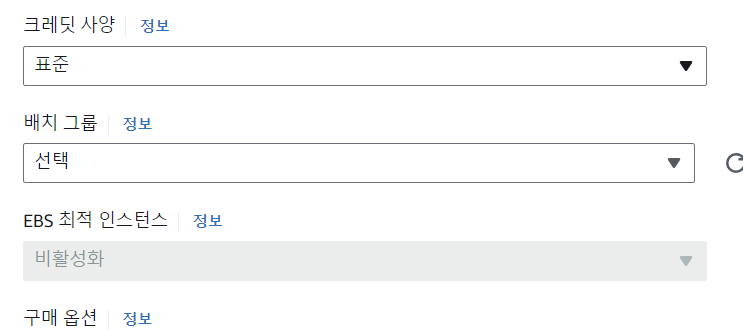 크레딧 사양 정보
표준
배치 그룹 정보
선택
EBS 최적 인스턴스 정보
비활성화
구매 옵션 정보